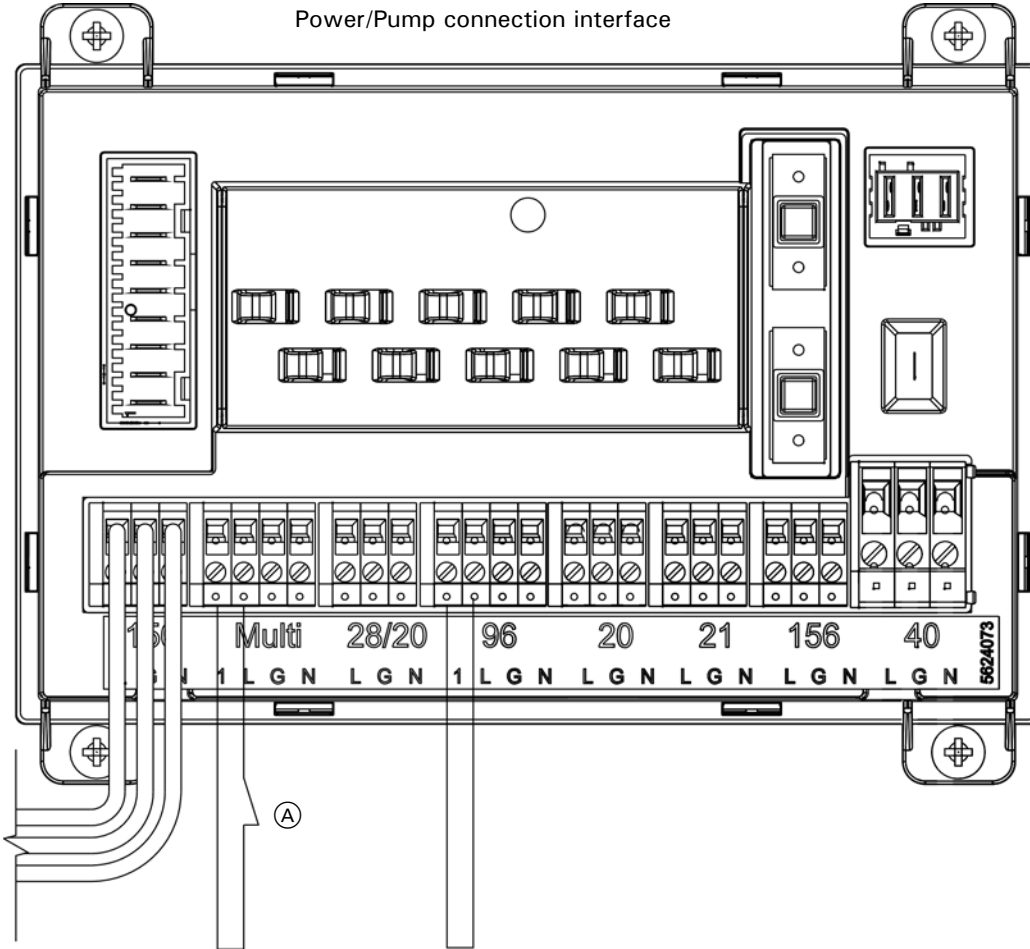 Power/Pump connection interface
Multi 28/20 96 20 21 156 40
1 L G N L G N 1 L G N L G N L G N L G N L G N
5624073
A